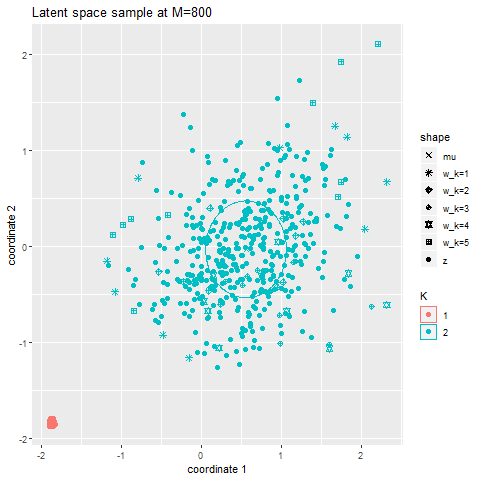 Latent space sample at M=800
2
1
0
-1
-2
coordinate 2
-2
-1
0
1
2
coordinate 1
shape
mu
w_k=1
w_k=2
w_k=3
w_k=4
w_k=5
z
K
1
2